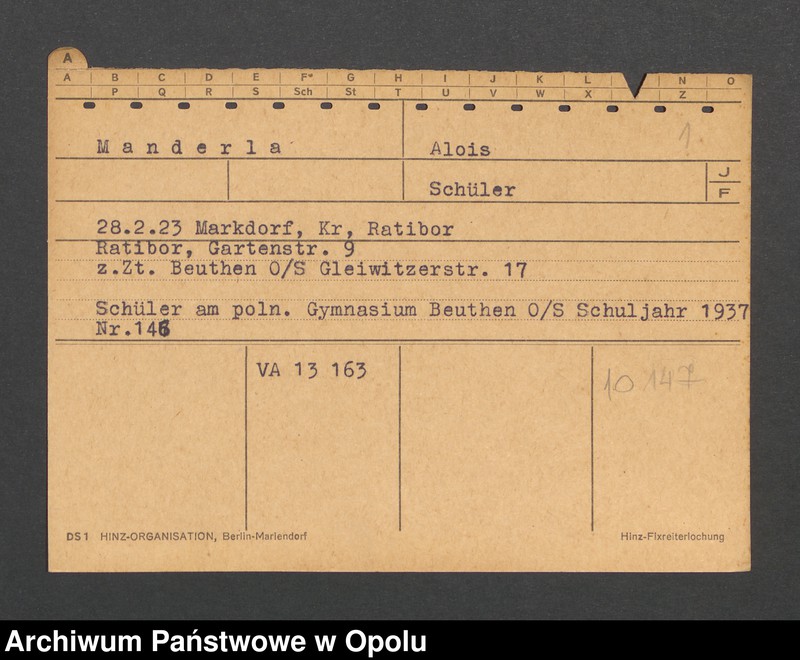 A
A B C D E F* G H I J K L N O
P Q R S Sch St T U V W X Z
1.
Manderla Alois
Schüler
J
F
28.2.23 Markdorf, Kr, Ratibor
Ratibor, Gartenstr. 9
z.Zt. Beuthen O/S Gleiwitzerstr. 17
Schüler am poln. Gymnasium Beuthen O/S Schuljahr 1937
Nr.146
VA 13 163
10 147
DS1 HINZ-ORGANISATION, Berlin-Mariendorf
Hinz-Fixreiterlochung
Archiwum Państwowe w Opolu